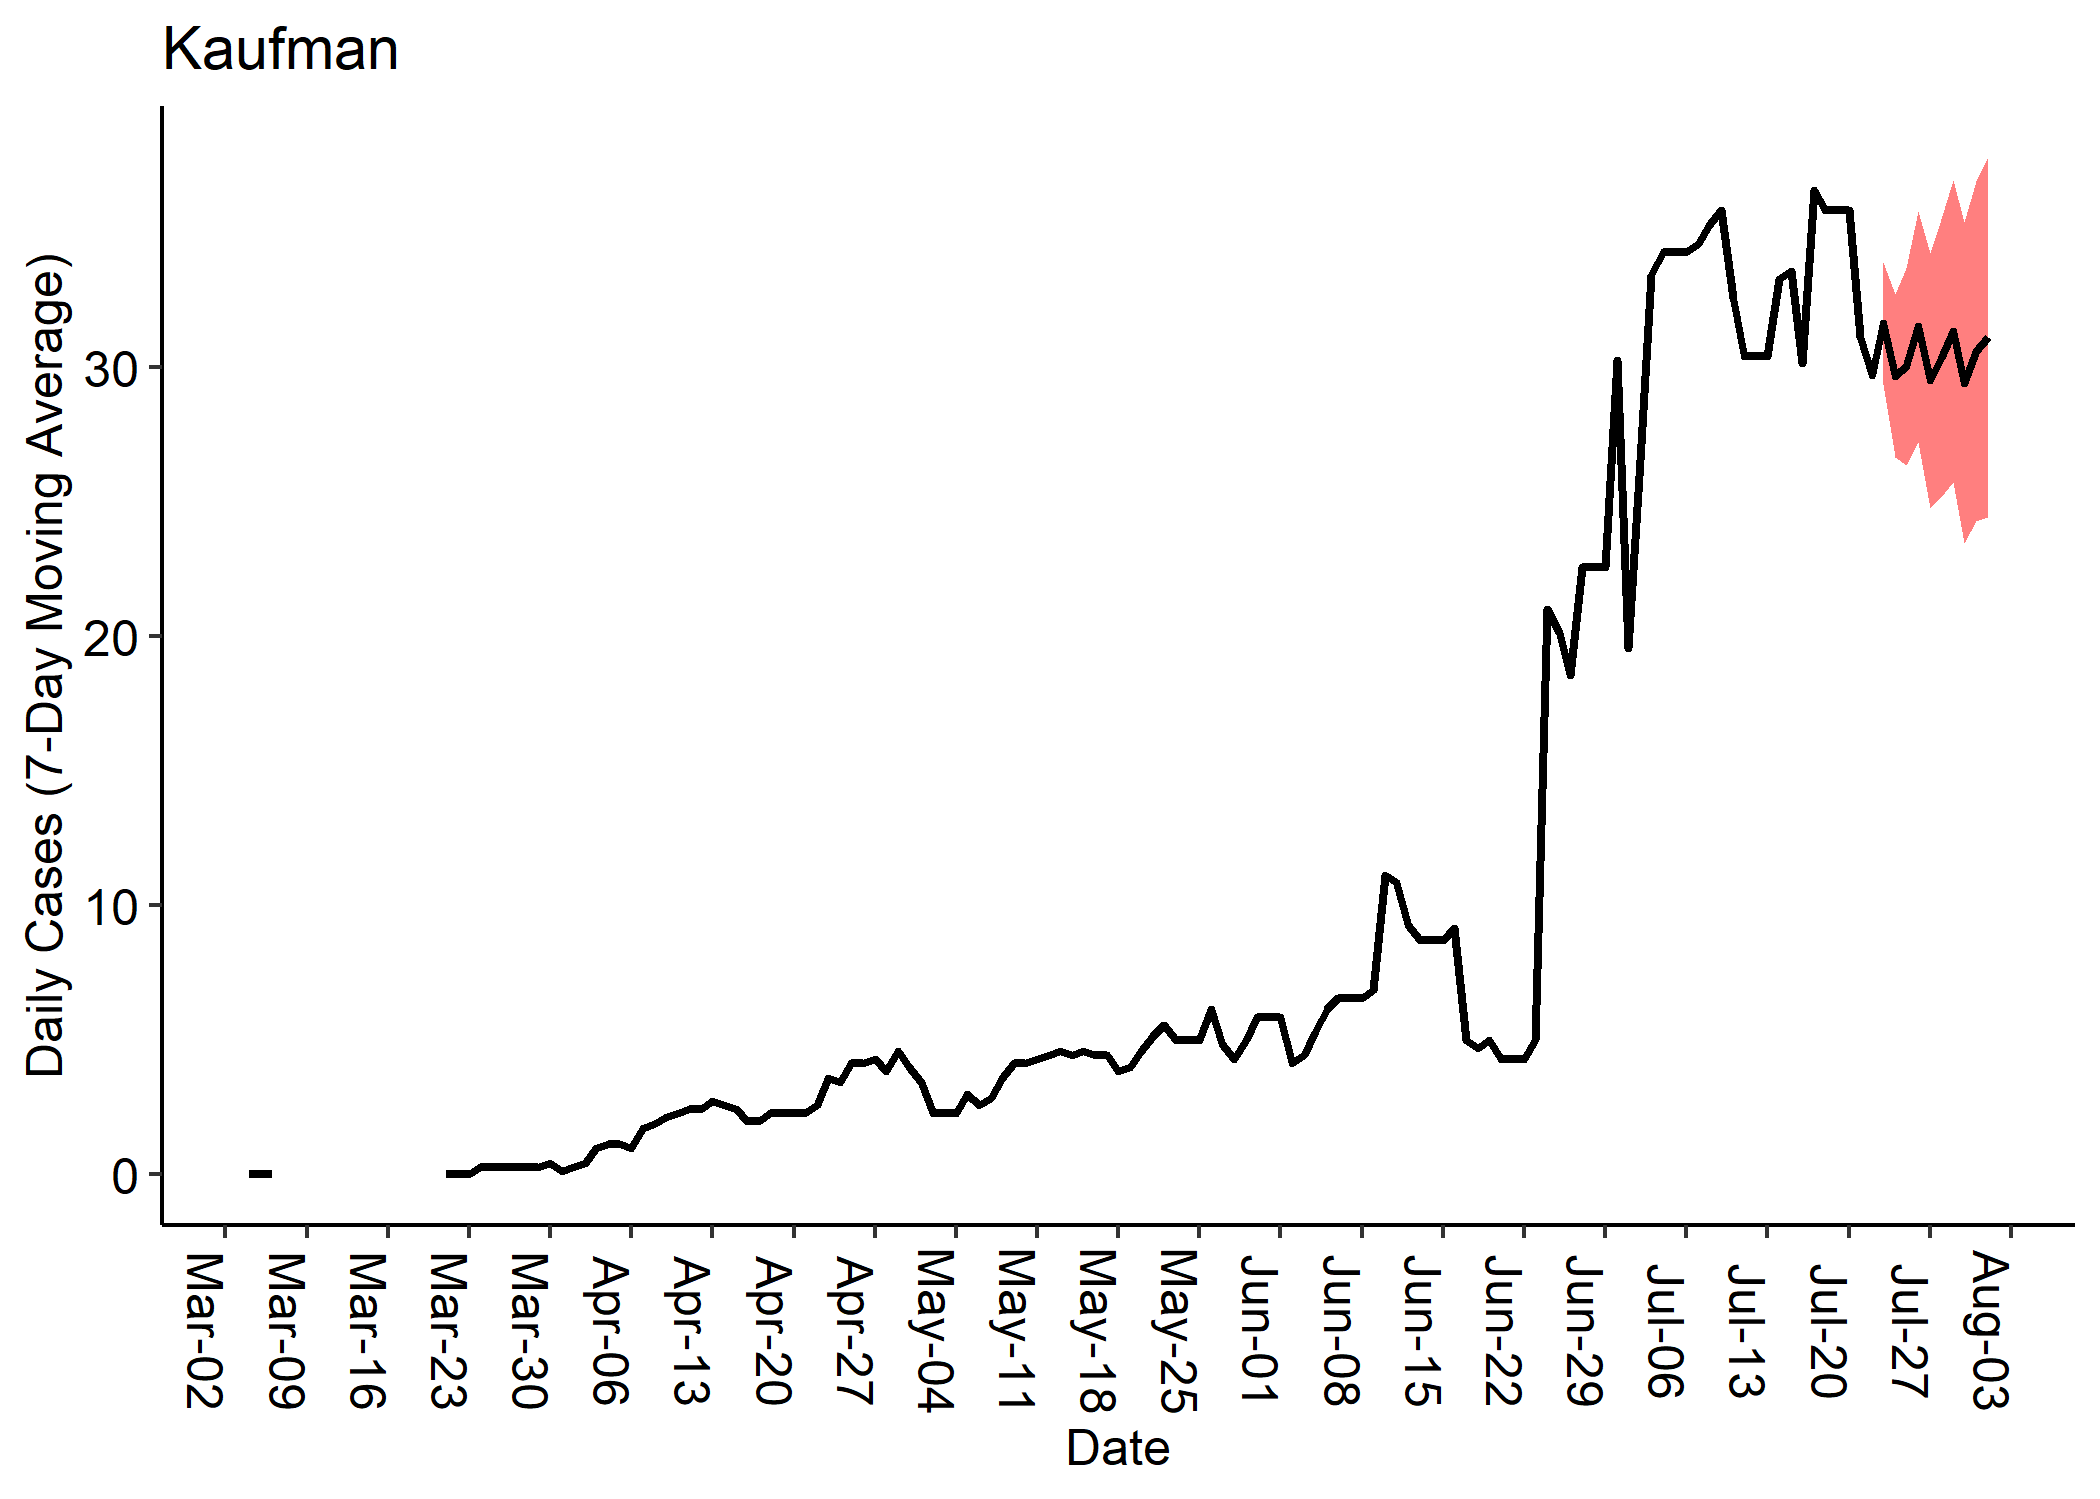 Kaufman
Daily Cases (7-Day Moving Average)
30
20
10
0
Mar-02
Mar-09
Mar-16
Mar-23
Mar-30
Apr-06
Apr-13
Apr-20
Apr-27
May-04
May-11
May-18
May-25
Jun-01
Jun-08
Jun-15
Jun-22
Jun-29
Jul-06
Jul-13
Jul-20
Jul-27
Aug-03
Date